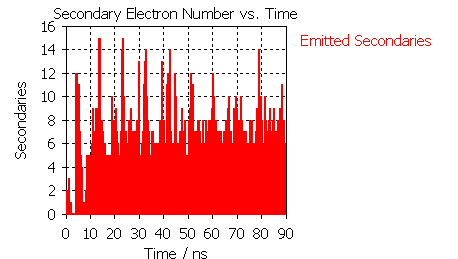 Secondary Electron Number vs. Time
Emitted Secondaries
Secondaries
16
14
12
10
8
6
4
2
0
0 10 20 30 40 50 60 70 80 90
Time / ns